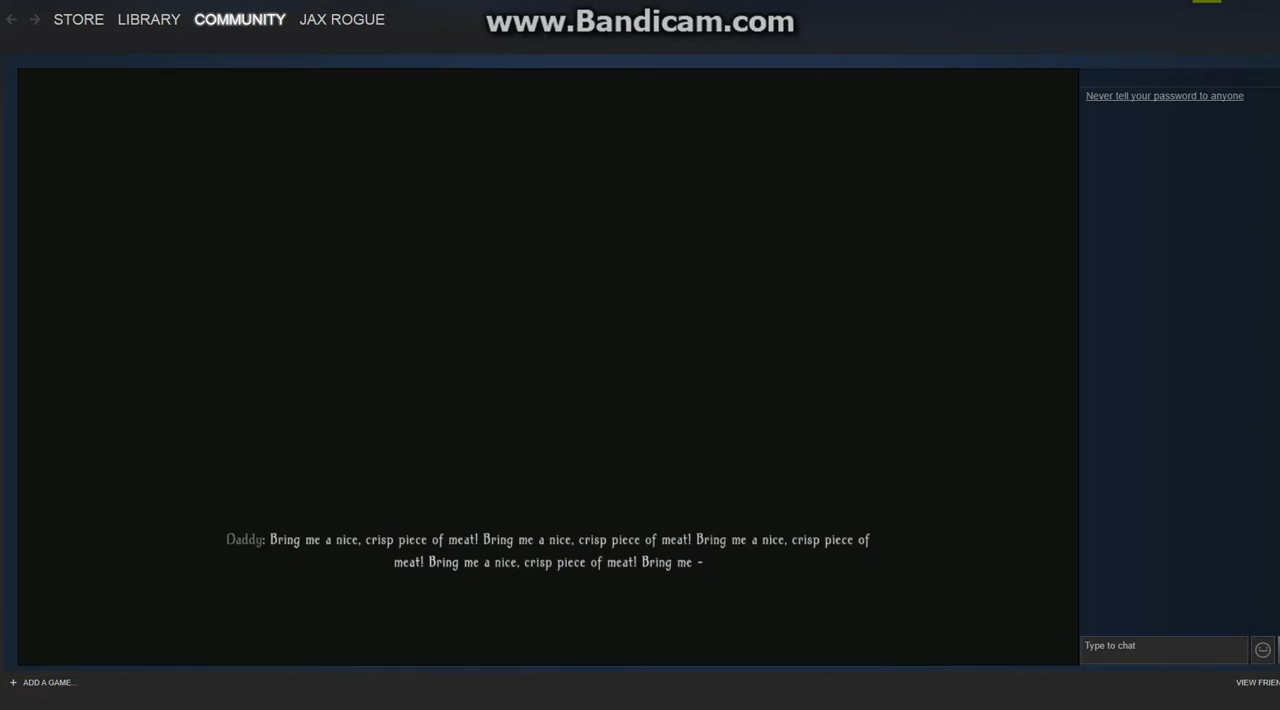 STORE LIBRARY COMMUNITY JAX ROGUE
www.Bandicam.com
Never tell your password to anyone
Daddy: Bring me a nice, crisp piece of meat! Bring me a nice, crisp piece of meat! Bring me a nice, crisp piece of
meat! Bring me a nice, crisp piece of meat! Bring me -
Type to chat
+ ADD A GAME...
VIEW FRIEN